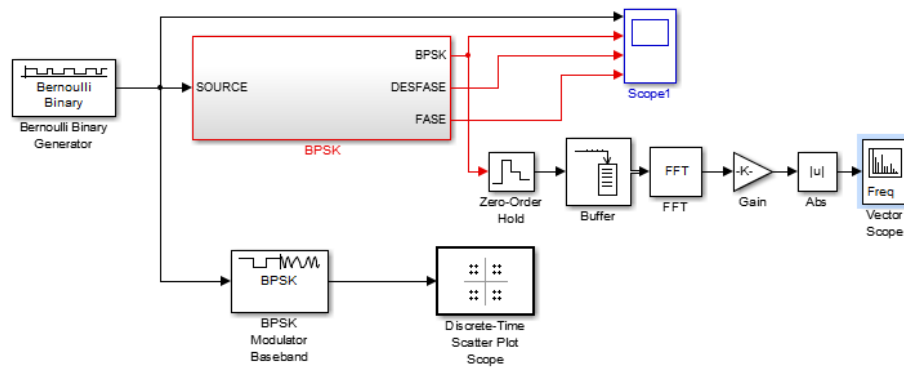 Bernoulli
Binary
Bernoulli Binary
Generator
SOURCE
BPSK
DESFASE
FASE
BPSK
Scope1
Zero-Order
Hold
Buffer
FFT
FFT
-K-
Gain
|u|
Abs
Freq
Vector
Scope
BPSK
BPSK
Modulator
Baseband
Discrete-Time
Scatter Plot
Scope